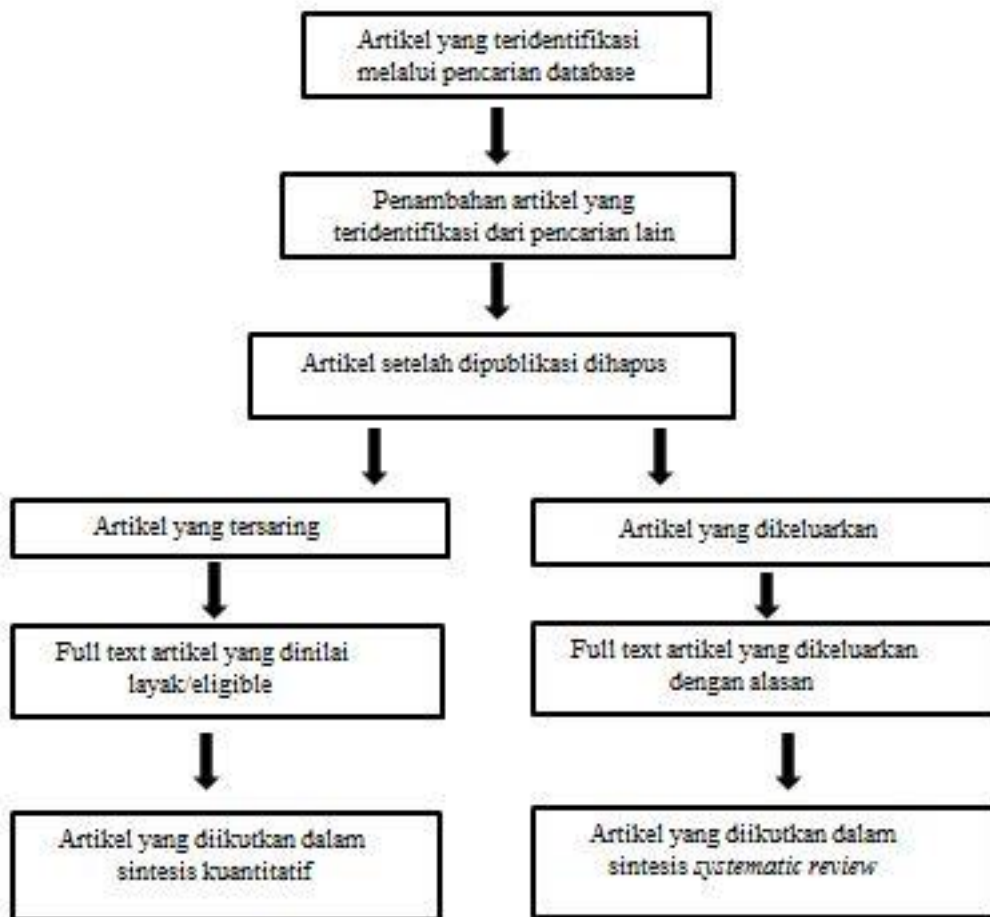 Artikel yang teridentifikasi
melalui pencarian database
Penambahan artikel yang
teridentifikasi dari pencarian lain
Artikel setelah dipublikasi dihapus
Artikel yang tersaring
Artikel yang dikeluarkan
Full text artikel yang dinilai
layak/eligible
Full text artikel yang dikeluarkan
dengan alasan
Artikel yang diikutkan dalam
sintesis kuantitatif
Artikel yang diikutkan dalam
sintesis systematic review